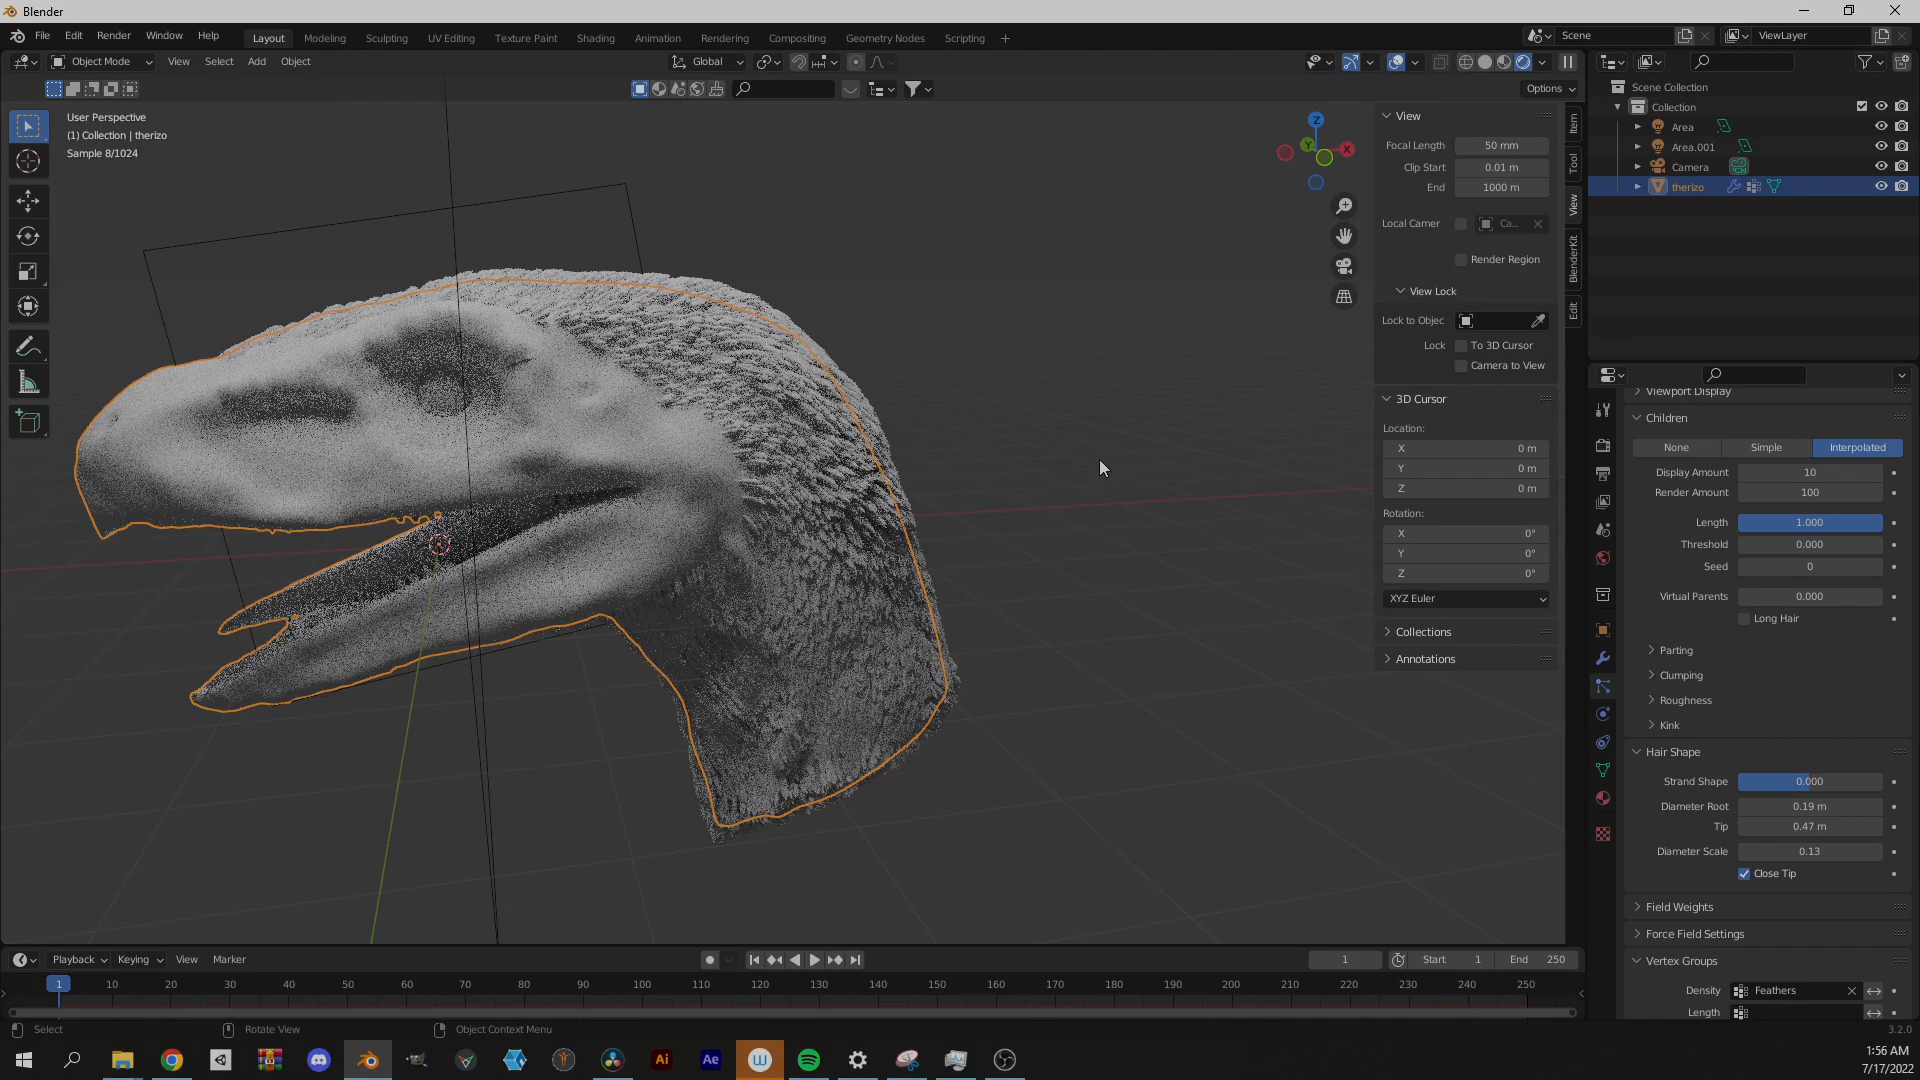 Blender
File Edit Render Window Help Layout Modeling Sculpting UV Editing Texture Paint Shading Animation Rendering Compositing Geometry Nodes Scripting + Scene ViewLayer
Object Mode View Select Add Object Global
Options
User Perspective
(1) Collection | therizo
Sample 8/1024
Z
Y
X
View
Focal Length 50 mm
Clip Start 0.01 m
End 1000 m
Local Camer Ca...
Render Region
View Lock
Lock to Objec
Lock To 3D Cursor
Camera to View
3D Cursor
Location:
X 0 m
Y 0 m
Z 0 m
Rotation:
X 0°
Y 0°
Z 0°
XYZ Euler
Collections
Annotations
Item
Tool
View
BlenderKit
Edit
Scene Collection
Collection
Area
Area.001
Camera
therizo
Viewport Display
Children
None Simple Interpolated
Display Amount 10
Render Amount 100
Length 1.000
Threshold 0.000
Seed 0
Virtual Parents 0.000
Long Hair
Parting
Clumping
Roughness
Kink
Hair Shape
Strand Shape 0.000
Diameter Root 0.19 m
Tip 0.47 m
Diameter Scale 0.13
Close Tip
Field Weights
Force Field Settings
Vertex Groups
Density Feathers
Length
Playback Keying View Marker 1 Start 1 End 250
1 10 20 30 40 50 60 70 80 90 100 110 120 130 140 150 160 170 180 190 200 210 220 230 240 250
Select Rotate View Object Context Menu 3.2.0
Ai Ae W
1:56 AM
7/17/2022